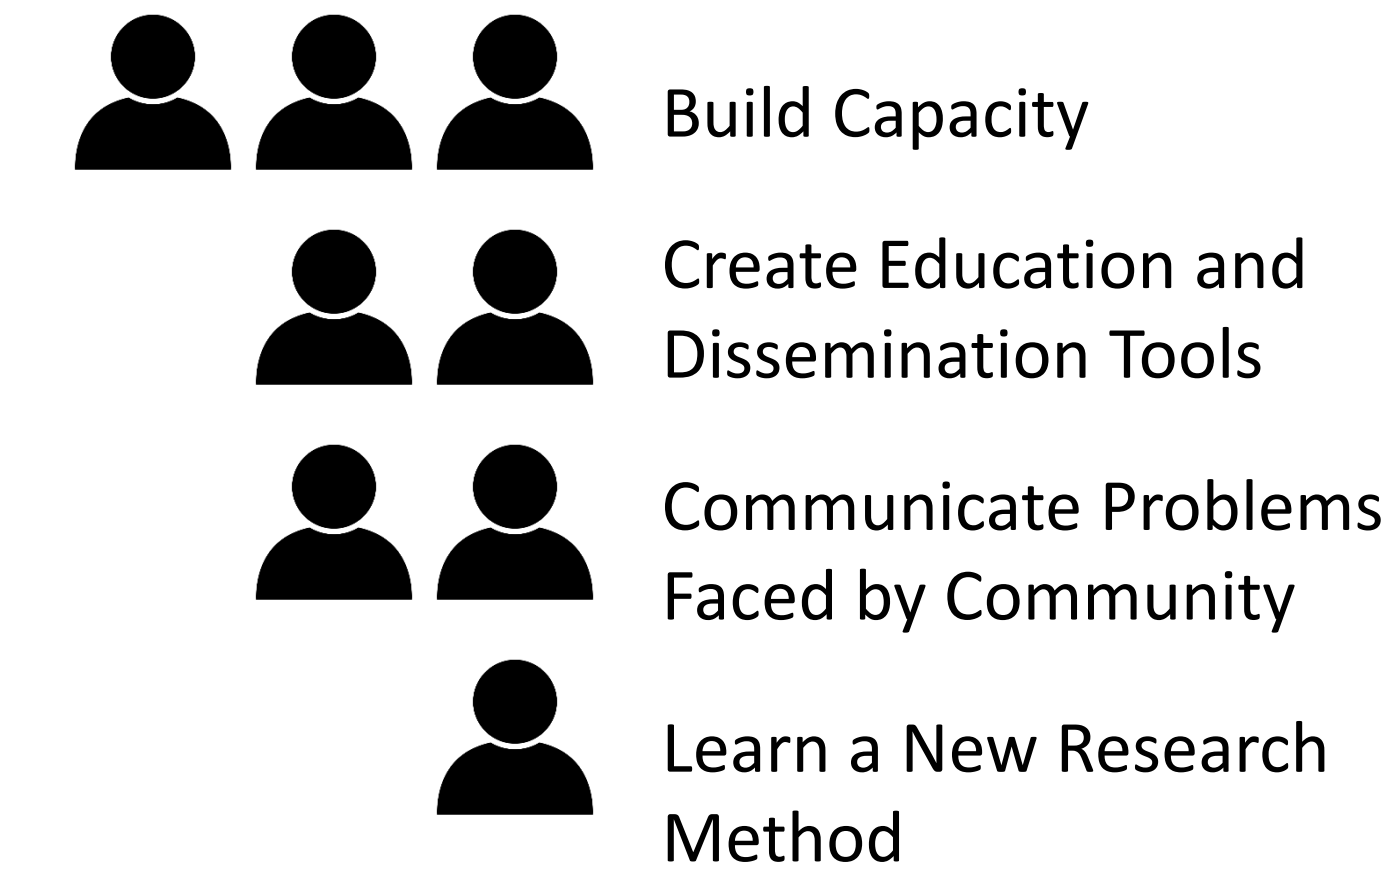 Build Capacity
Create Education and
Dissemination Tools
Communicate Problems
Faced by Community
Learn a New Research
Method